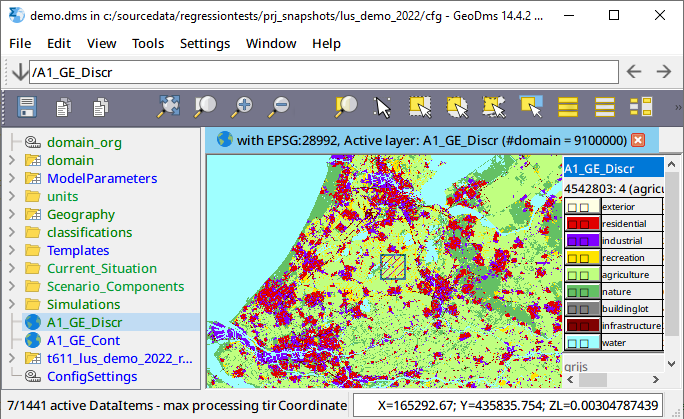 demo.dms in c:/sourcedata/regressiontests/prj_snapshots/lus_demo_2022/cfg - GeoDms 14.4.2 ...
File Edit View Tools Settings Window Help
/A1_GE_Discr
with EPSG:28992, Active layer: A1_GE_Discr (#domain = 9100000)
domain_org
domain
ModelParameters
units
Geography
classifications
Templates
Current_Situation
Scenario_Components
Simulations
A1_GE_Discr
A1_GE_Cont
t611_lus_demo_2022_r...
ConfigSettings
A1_GE_Discr
4542803: 4 (agricu
exterior
residential
industrial
recreation
agriculture
nature
buildinglot
infrastructure
water
grijs
7/1441 active DataItems - max processing tir Coordinate X=165292.67; Y=435835.754; ZL=0.00304787439